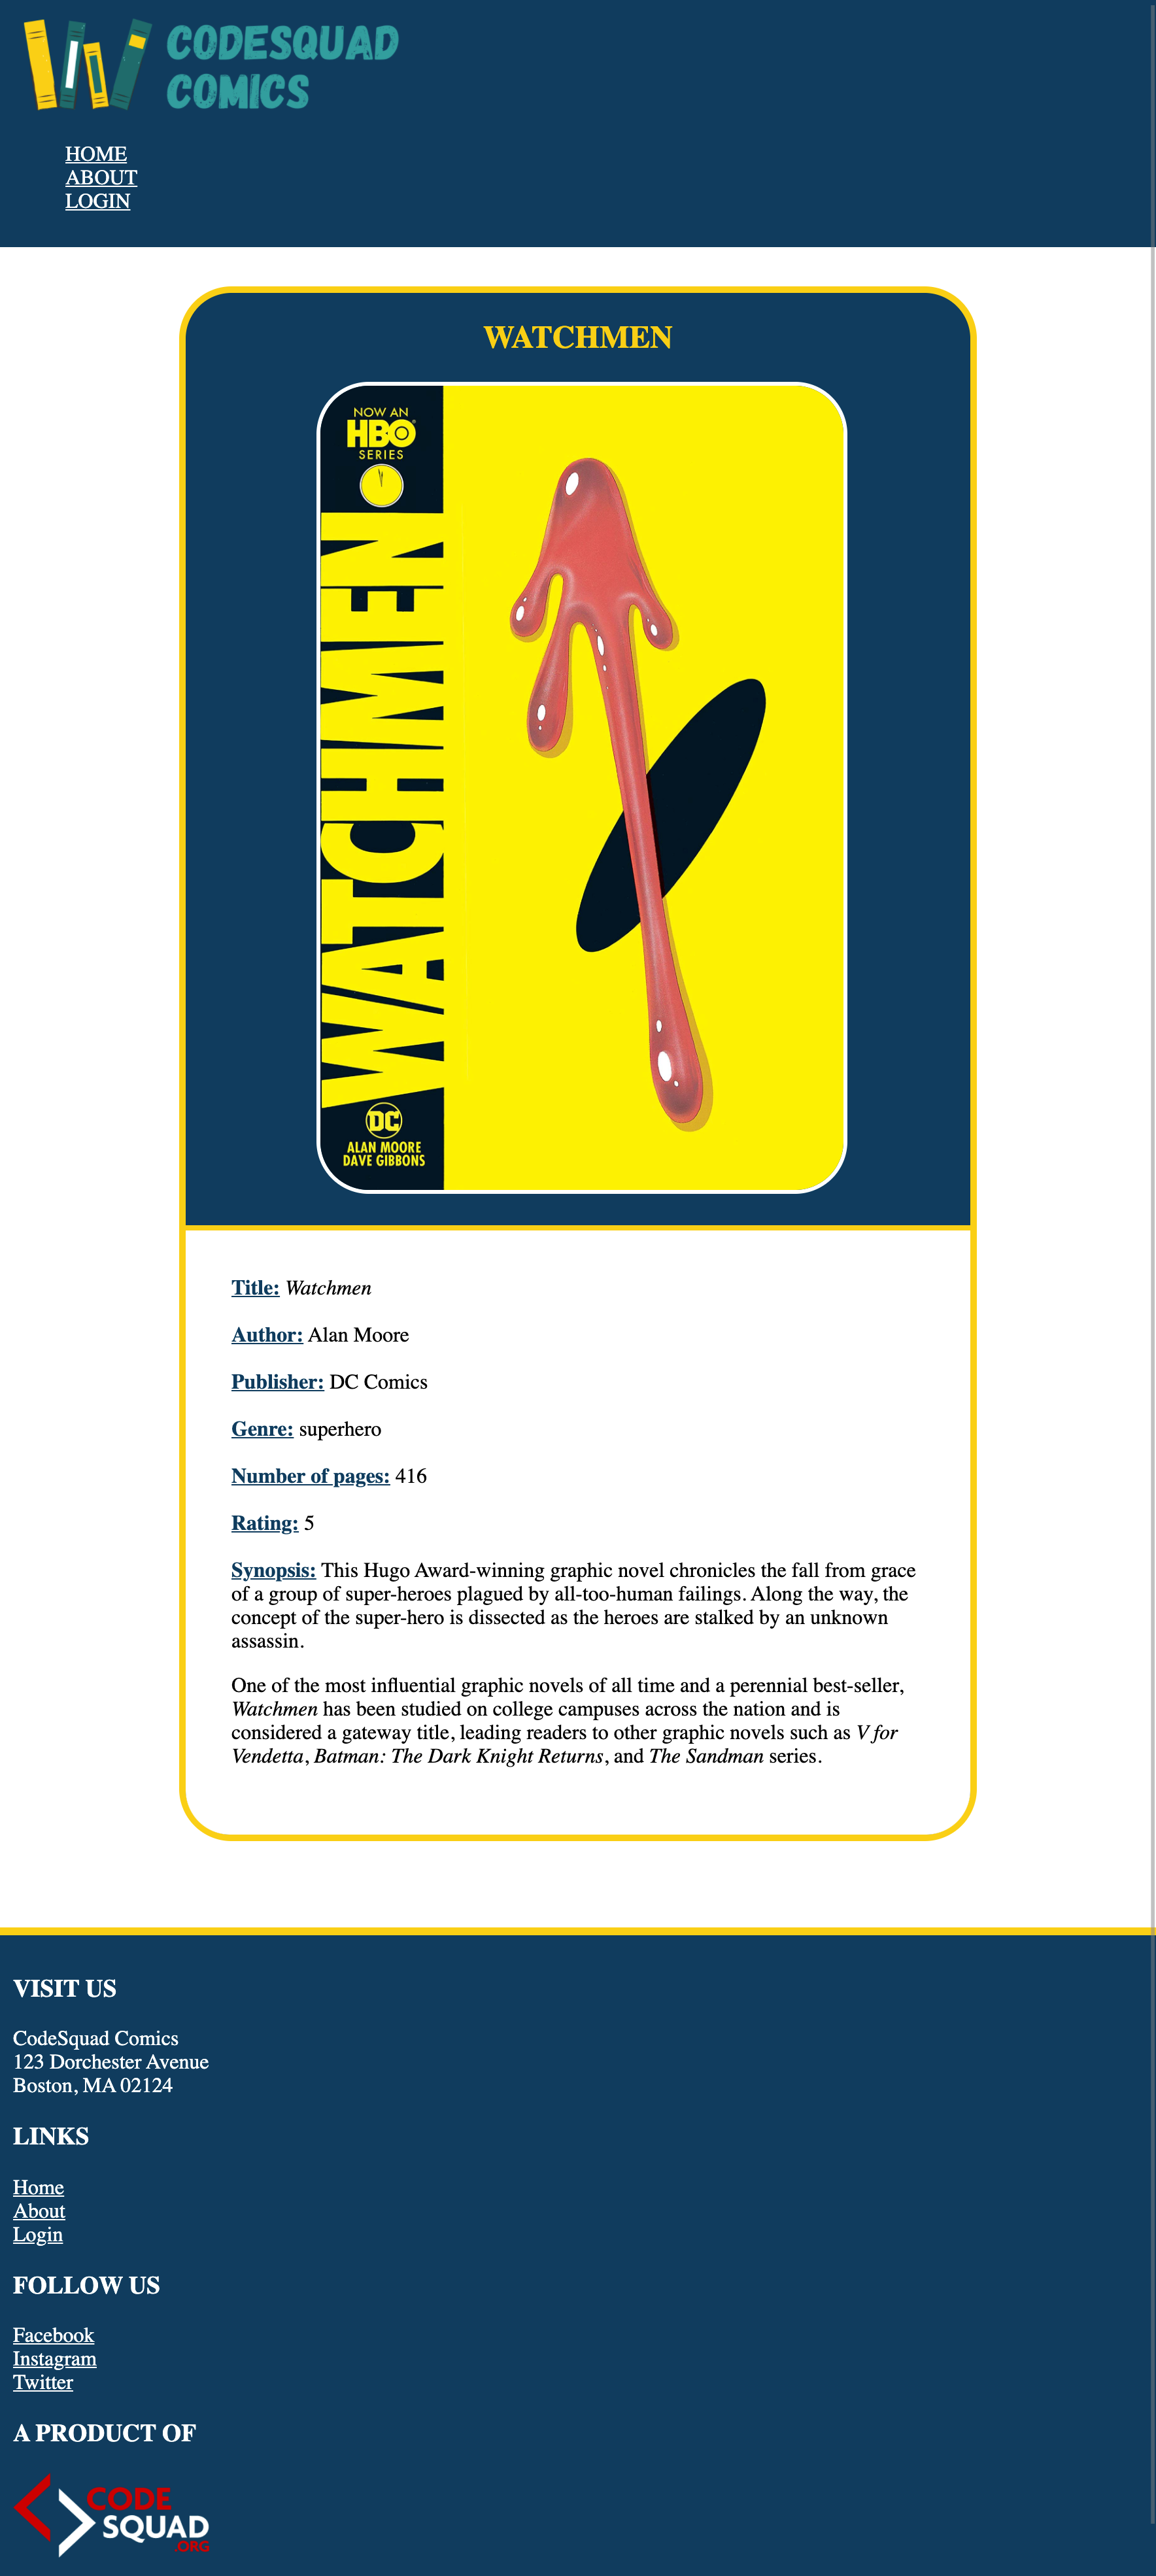 CODESQUAD
COMICS
HOME
ABOUT
LOGIN
WATCHMEN
NOW AN
HBO
SERIES
WATCHMEN
DC
ALAN MOORE
DAVE GIBBONS
Title: Watchmen
Author: Alan Moore
Publisher: DC Comics
Genre: superhero
Number of pages: 416
Rating: 5
Synopsis: This Hugo Award-winning graphic novel chronicles the fall from grace
of a group of super-heroes plagued by all-too-human failings. Along the way, the
concept of the super-hero is dissected as the heroes are stalked by an unknown
assassin.
One of the most influential graphic novels of all time and a perennial best-seller,
Watchmen has been studied on college campuses across the nation and is
considered a gateway title, leading readers to other graphic novels such as V for
Vendetta, Batman: The Dark Knight Returns, and The Sandman series.
VISIT US
CodeSquad Comics
123 Dorchester Avenue
Boston, MA 02124
LINKS
Home
About
Login
FOLLOW US
Facebook
Instagram
Twitter
A PRODUCT OF
CODE
SQUAD
.ORG